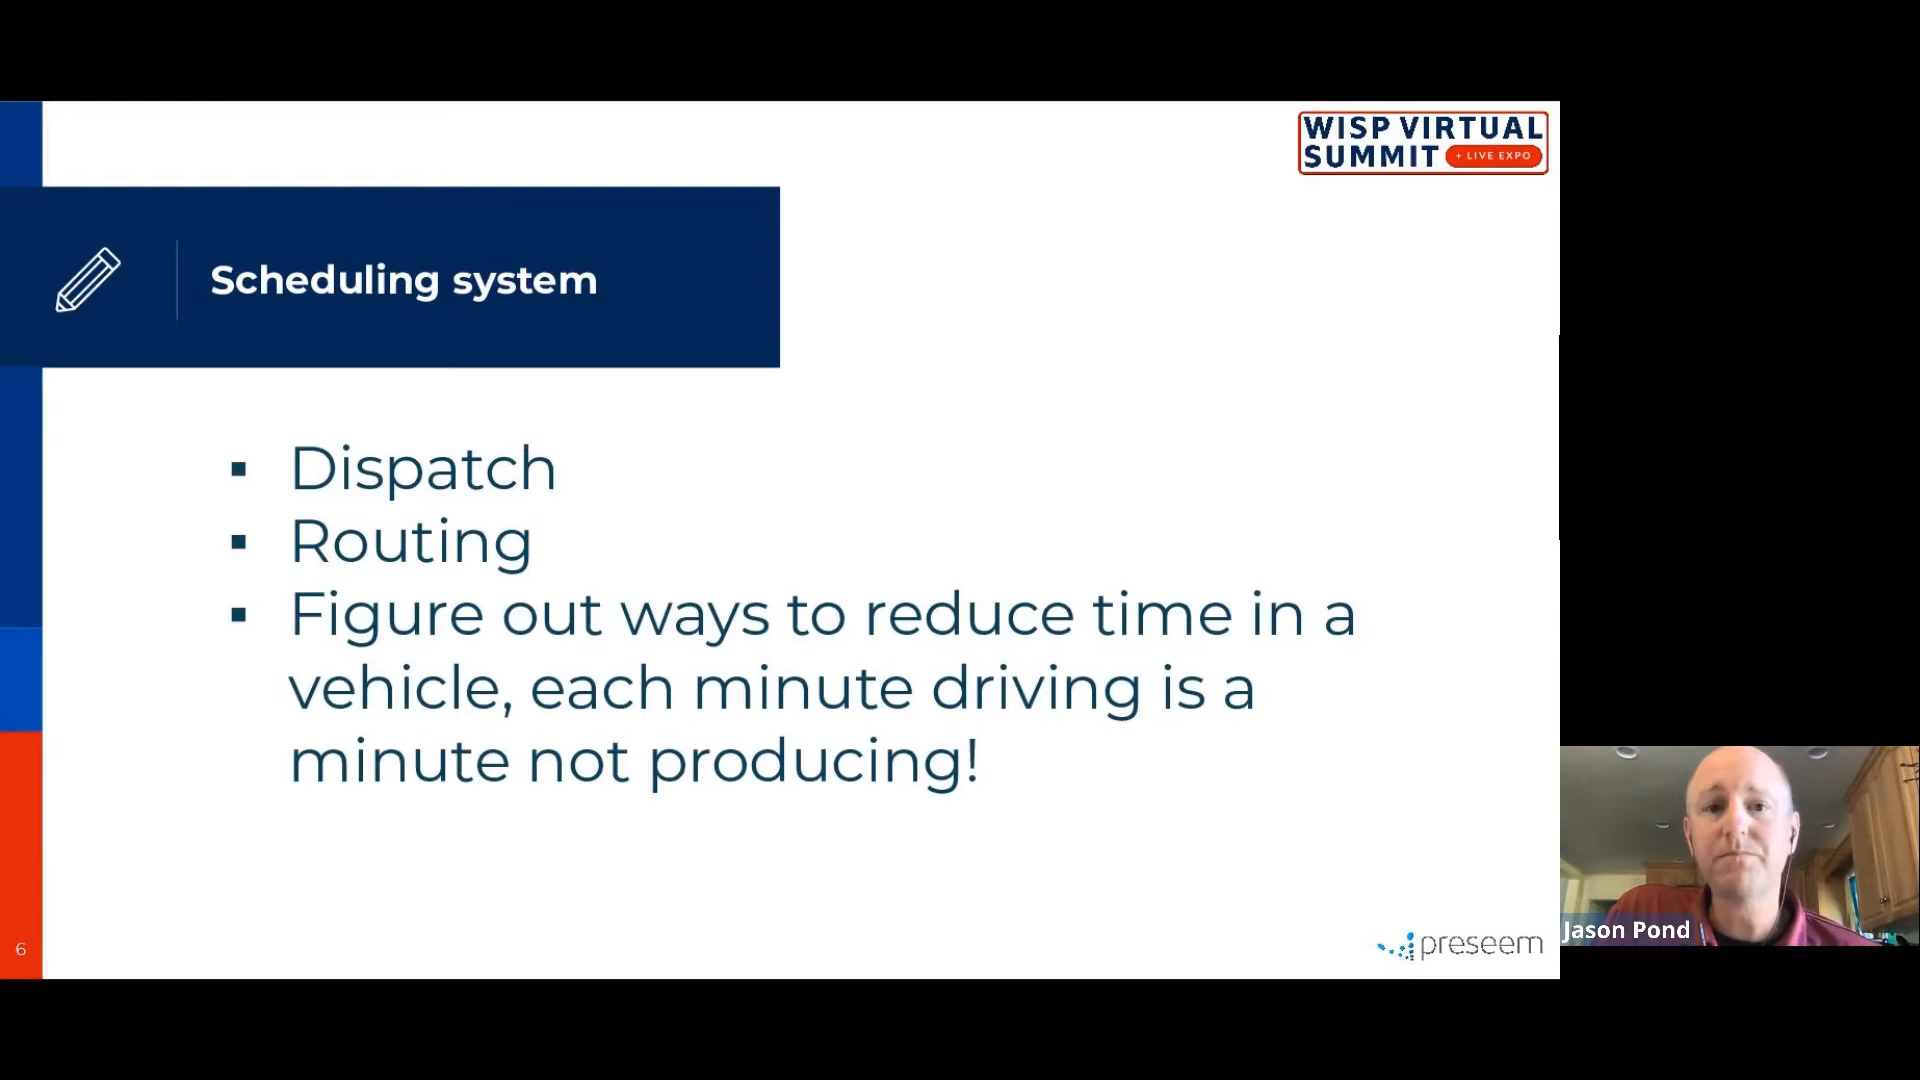 WISP VIRTUAL
SUMMIT + LIVE EXPO
Scheduling system
▪ Dispatch
▪ Routing
▪ Figure out ways to reduce time in a
vehicle, each minute driving is a
minute not producing!
6
preseem
Jason Pond